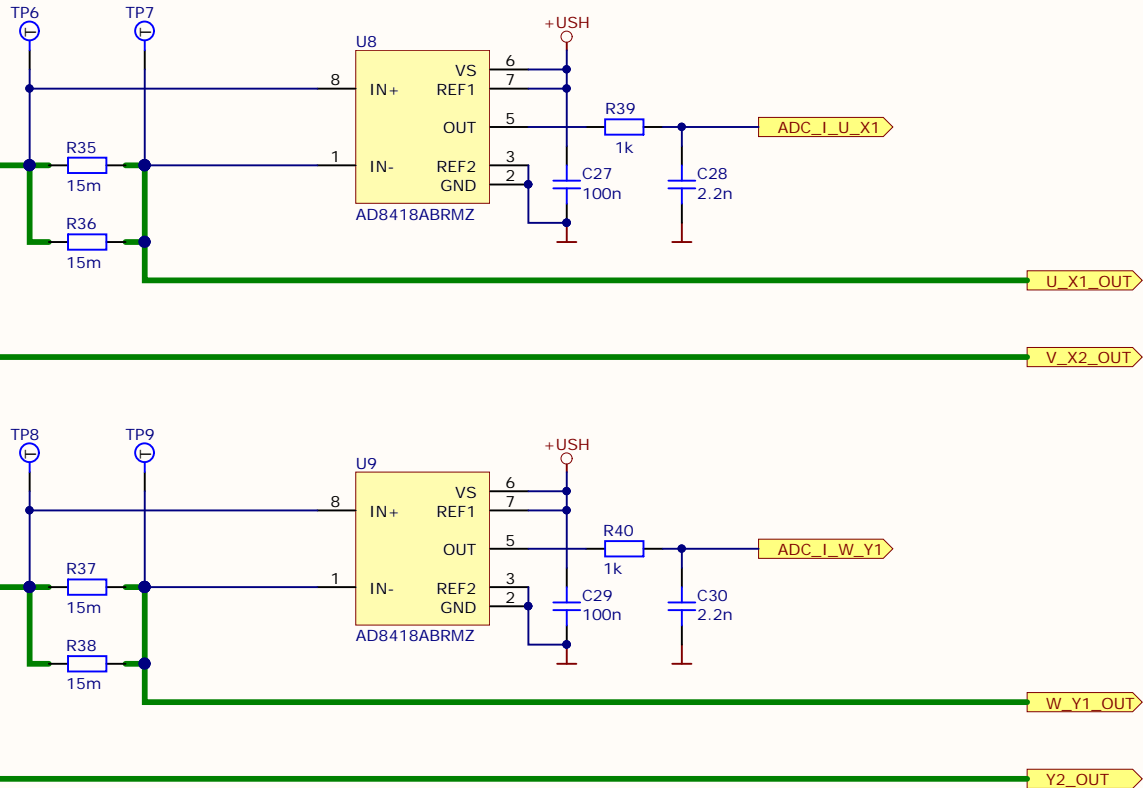 TP6 TP7
+USH
U8
VS 6
8 IN+ REF1 7
R39
OUT 5
ADC_I_U_X1
1k
R35
1 IN- REF2 3
GND 2
C27 C28
15m
100n 2.2n
AD8418ABRMZ
R36
15m
U_X1_OUT
V_X2_OUT
TP8 TP9
+USH
U9
VS 6
8 IN+ REF1 7
R40
OUT 5
ADC_I_W_Y1
1k
R37
1 IN- REF2 3
GND 2
C29 C30
15m
100n 2.2n
AD8418ABRMZ
R38
15m
W_Y1_OUT
Y2_OUT